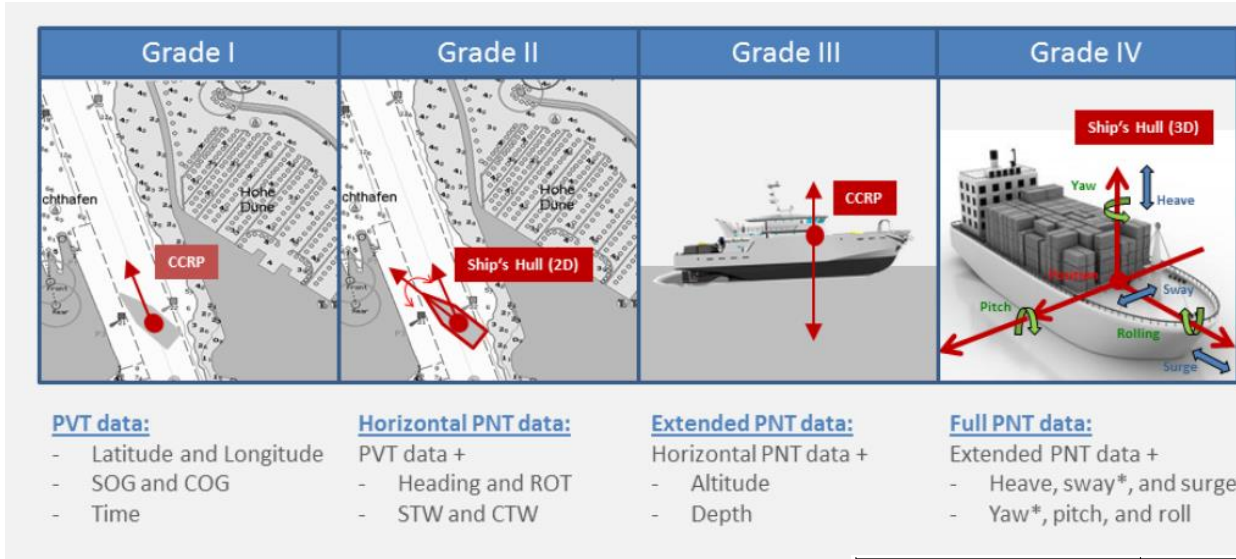 Grade I
Grade II
Grade III
Grade IV
chthafen
Hohe
Düne
CCRP
chthafen
Hohe
Düne
Ship's Hull (2D)
CCRP
Ship's Hull (3D)
Yaw
Heave
Position
Sway
Pitch
Rolling
Surge
PVT data:
- Latitude and Longitude
- SOG and COG
- Time
Horizontal PNT data:
PVT data +
- Heading and ROT
- STW and CTW
Extended PNT data:
Horizontal PNT data +
- Altitude
- Depth
Full PNT data:
Extended PNT data +
- Heave, sway*, and surge
- Yaw*, pitch, and roll